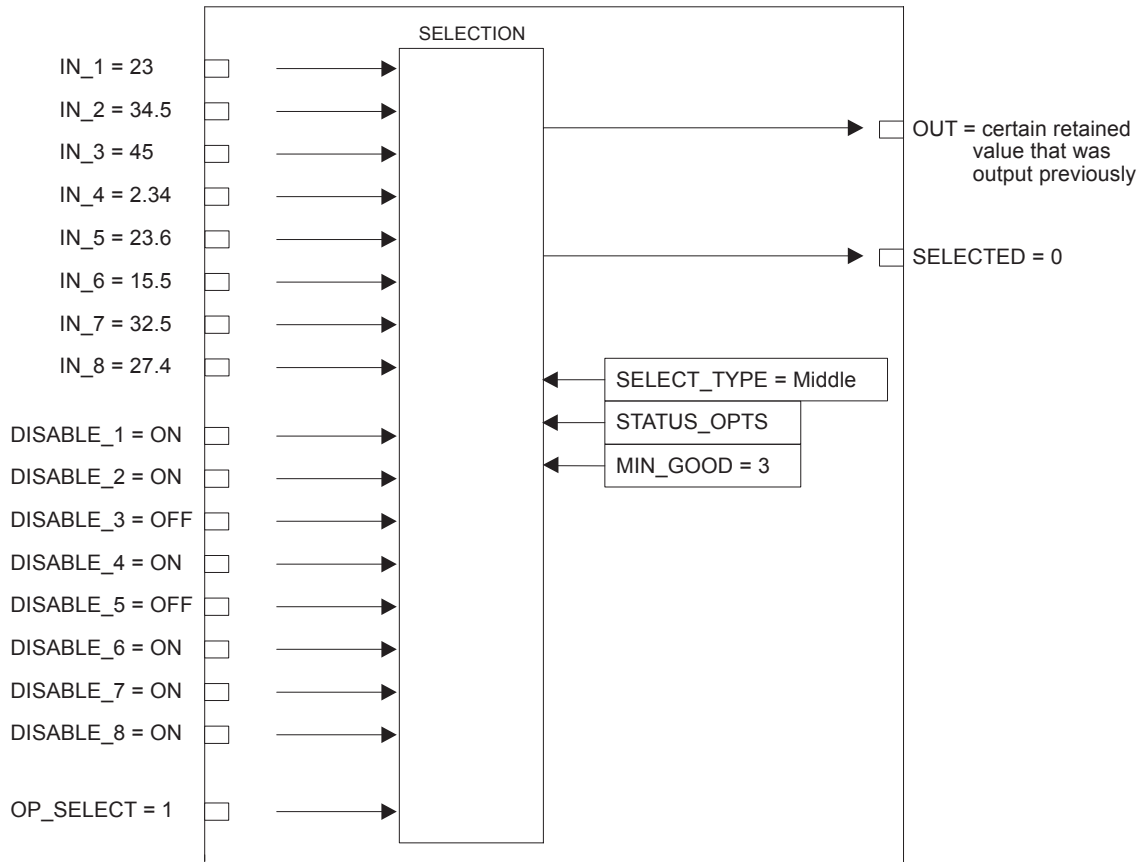 SELECTION
IN_1 = 23
IN_2 = 34.5
IN_3 = 45
IN_4 = 2.34
IN_5 = 23.6
IN_6 = 15.5
IN_7 = 32.5
IN_8 = 27.4
DISABLE_1 = ON
DISABLE_2 = ON
DISABLE_3 = OFF
DISABLE_4 = ON
DISABLE_5 = OFF
DISABLE_6 = ON
DISABLE_7 = ON
DISABLE_8 = ON
OP_SELECT = 1
OUT = certain retained
value that was
output previously
SELECTED = 0
SELECT_TYPE = Middle
STATUS_OPTS
MIN_GOOD = 3